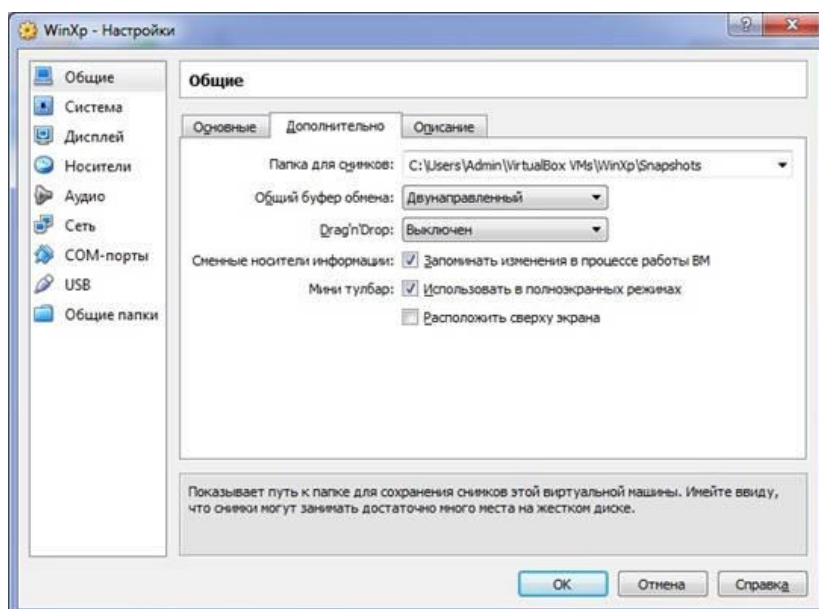 WinXp - Настройки
Общие
Система
Дисплей
Носители
Аудио
Сеть
COM-порты
USB
Общие папки
Общие
Основные Дополнительно Описание
Папка для снимков: C:\Users\Admin\VirtualBox VMs\WinXp\Snapshots
Общий буфер обмена: Двунаправленный
Drag'n'Drop: Выключен
Сменные носители информации: Запоминать изменения в процессе работы ВМ
Мини тулбар: Использовать в полноэкранных режимах
Расположить сверху экрана
Показывает путь к папке для сохранения снимков этой виртуальной машины. Имейте ввиду,
что снимки могут занимать достаточно много места на жестком диске.
OK Отмена Справка